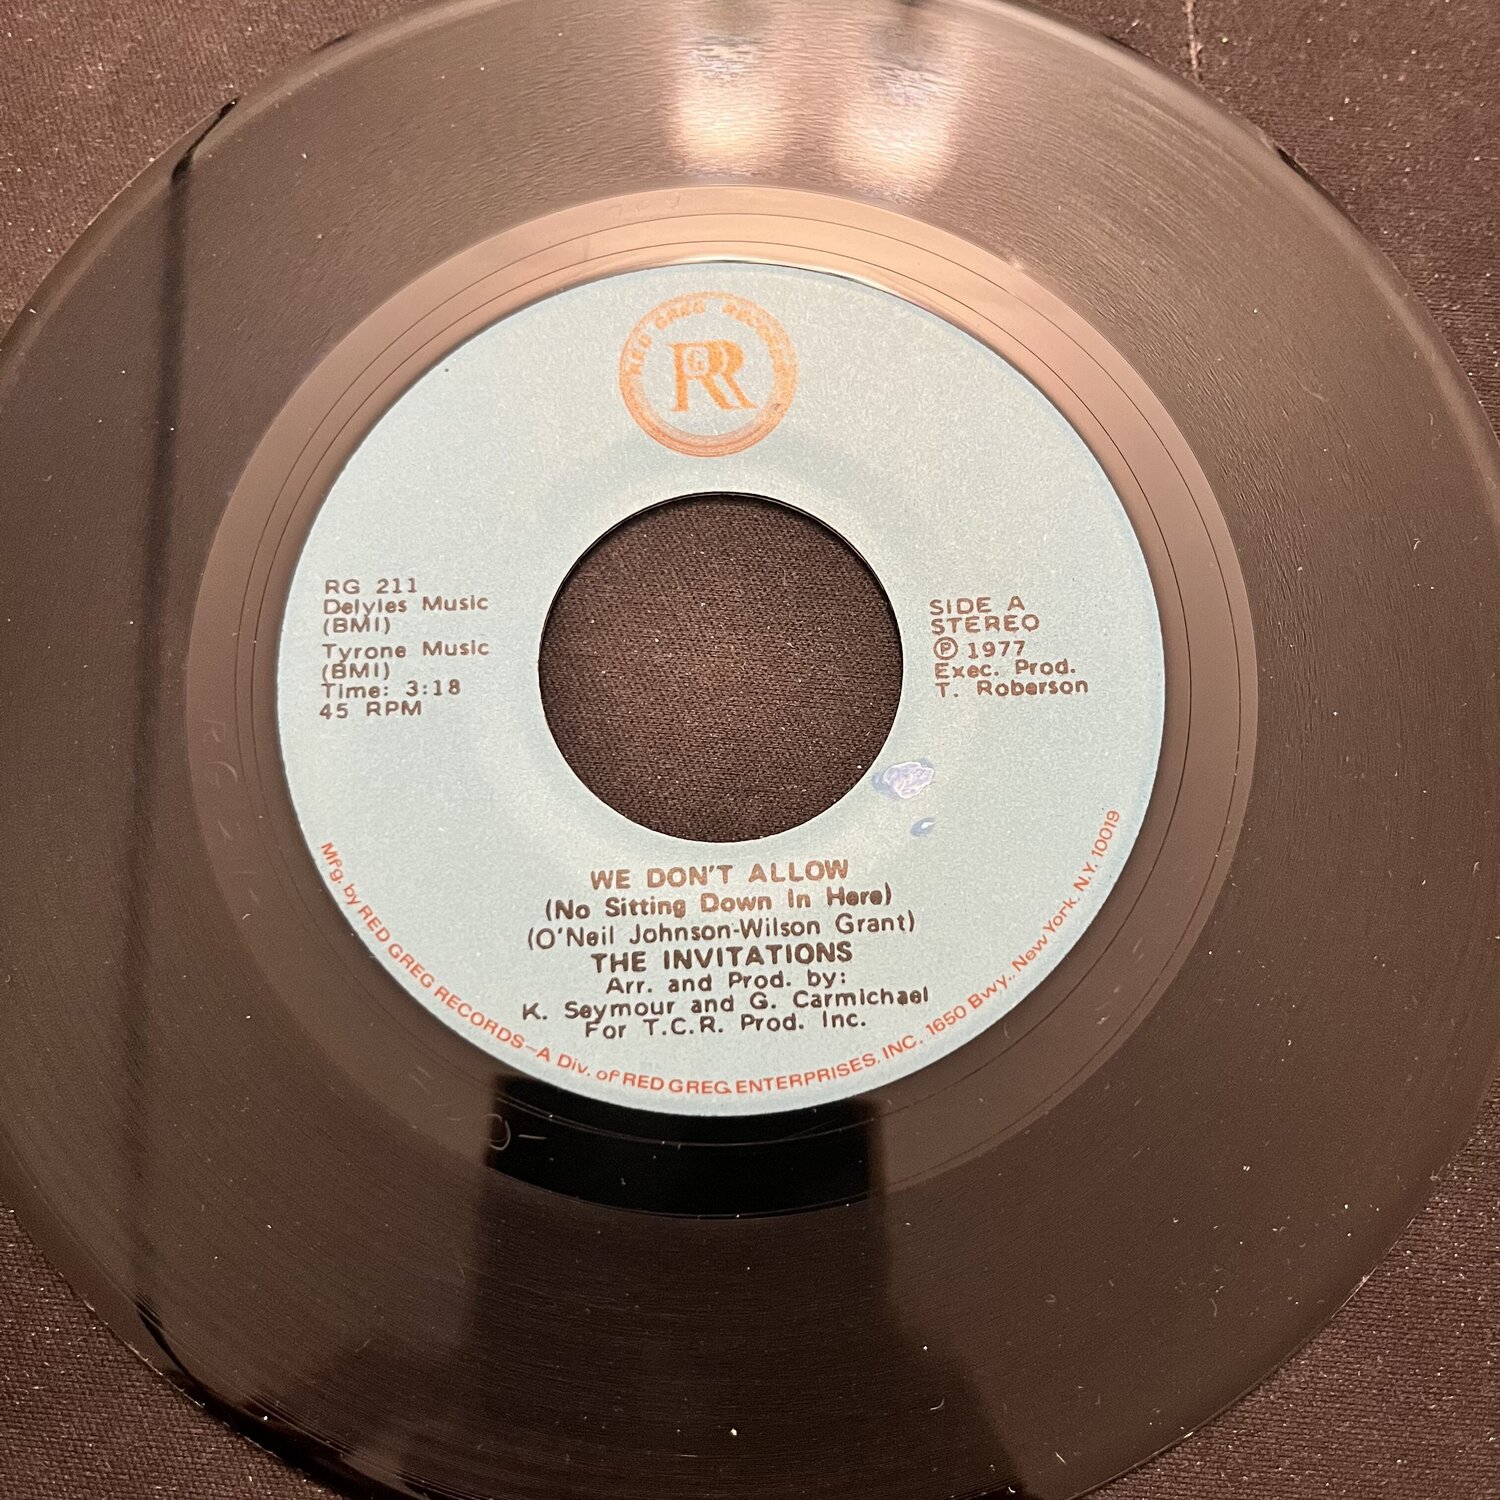 RED GREG RECORDS
RGR
RG 211
Delyles Music
(BMI)
Tyrone Music
(BMI)
Time: 3:18
45 RPM
SIDE A
STEREO
Ⓟ 1977
Exec. Prod.
T. Roberson
WE DON'T ALLOW
(No Sitting Down In Here)
(O'Neil Johnson-Wilson Grant)
THE INVITATIONS
Arr. and Prod. by:
K. Seymour and G. Carmichael
For T.C.R. Prod. Inc.
Mfg. by RED GREG RECORDS—A Div. of RED GREG ENTERPRISES, INC. 1650 Bwy., New York, N.Y. 10019